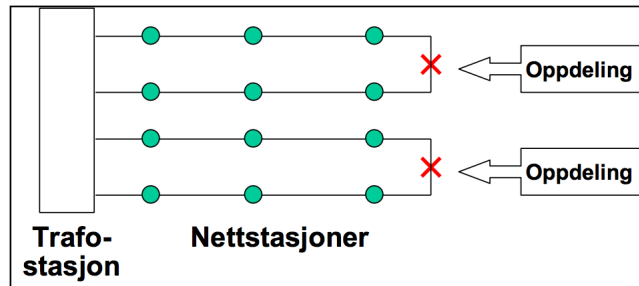 Oppdeling
Oppdeling
Trafo-
stasjon
Nettstasjoner